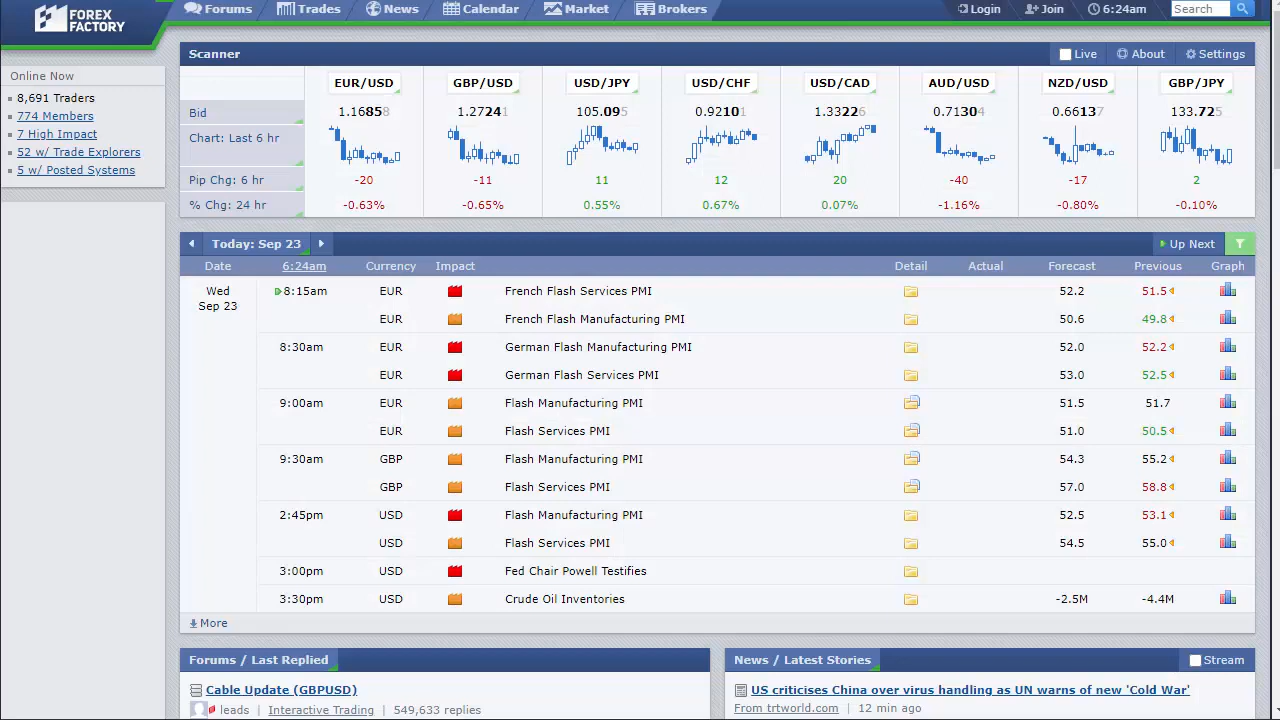 FOREX FACTORY
Forums Trades News Calendar Market Brokers Login Join 6:24am Search
Scanner Live About Settings
Online Now
8,691 Traders
774 Members
7 High Impact
52 w/ Trade Explorers
5 w/ Posted Systems
EUR/USD GBP/USD USD/JPY USD/CHF USD/CAD AUD/USD NZD/USD GBP/JPY
Bid 1.16858 1.27241 105.095 0.92101 1.33226 0.71304 0.66137 133.725
Chart: Last 6 hr
Pip Chg: 6 hr -20 -11 11 12 20 -40 -17 2
% Chg: 24 hr -0.63% -0.65% 0.55% 0.67% 0.07% -1.16% -0.80% -0.10%
Today: Sep 23 Up Next
Date 6:24am Currency Impact Detail Actual Forecast Previous Graph
Wed Sep 23 8:15am EUR French Flash Services PMI 52.2 51.5
EUR French Flash Manufacturing PMI 50.6 49.8
8:30am EUR German Flash Manufacturing PMI 52.0 52.2
EUR German Flash Services PMI 53.0 52.5
9:00am EUR Flash Manufacturing PMI 51.5 51.7
EUR Flash Services PMI 51.0 50.5
9:30am GBP Flash Manufacturing PMI 54.3 55.2
GBP Flash Services PMI 57.0 58.8
2:45pm USD Flash Manufacturing PMI 52.5 53.1
USD Flash Services PMI 54.5 55.0
3:00pm USD Fed Chair Powell Testifies
3:30pm USD Crude Oil Inventories -2.5M -4.4M
More
Forums / Last Replied
Cable Update (GBPUSD)
leads | Interactive Trading | 549,633 replies
News / Latest Stories Stream
US criticises China over virus handling as UN warns of new 'Cold War'
From trtworld.com | 12 min ago